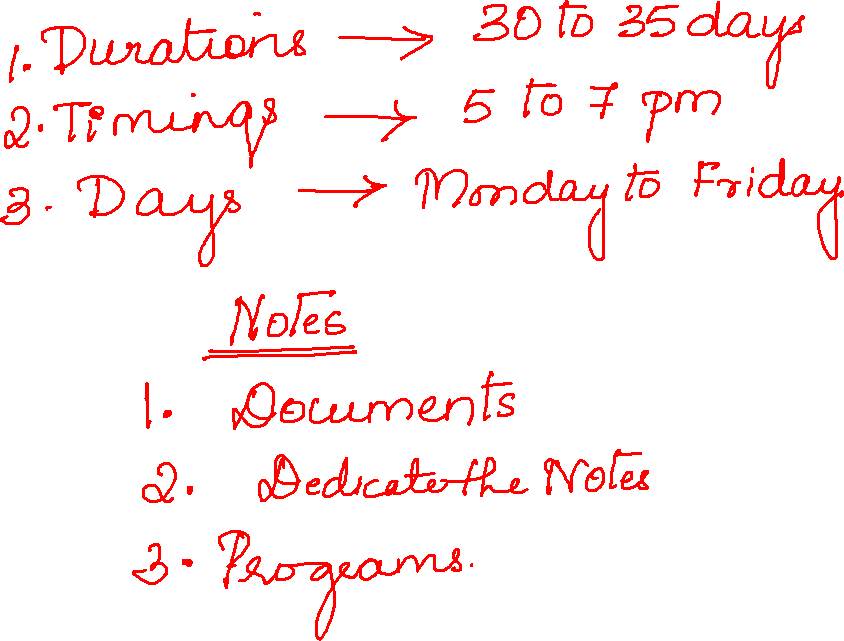 1. Durations → 30 to 35 days
2. Timings → 5 to 7 pm
3. Days → Monday to Friday
Notes
1. Documents
2. Dedicate the Notes
3. Programs.